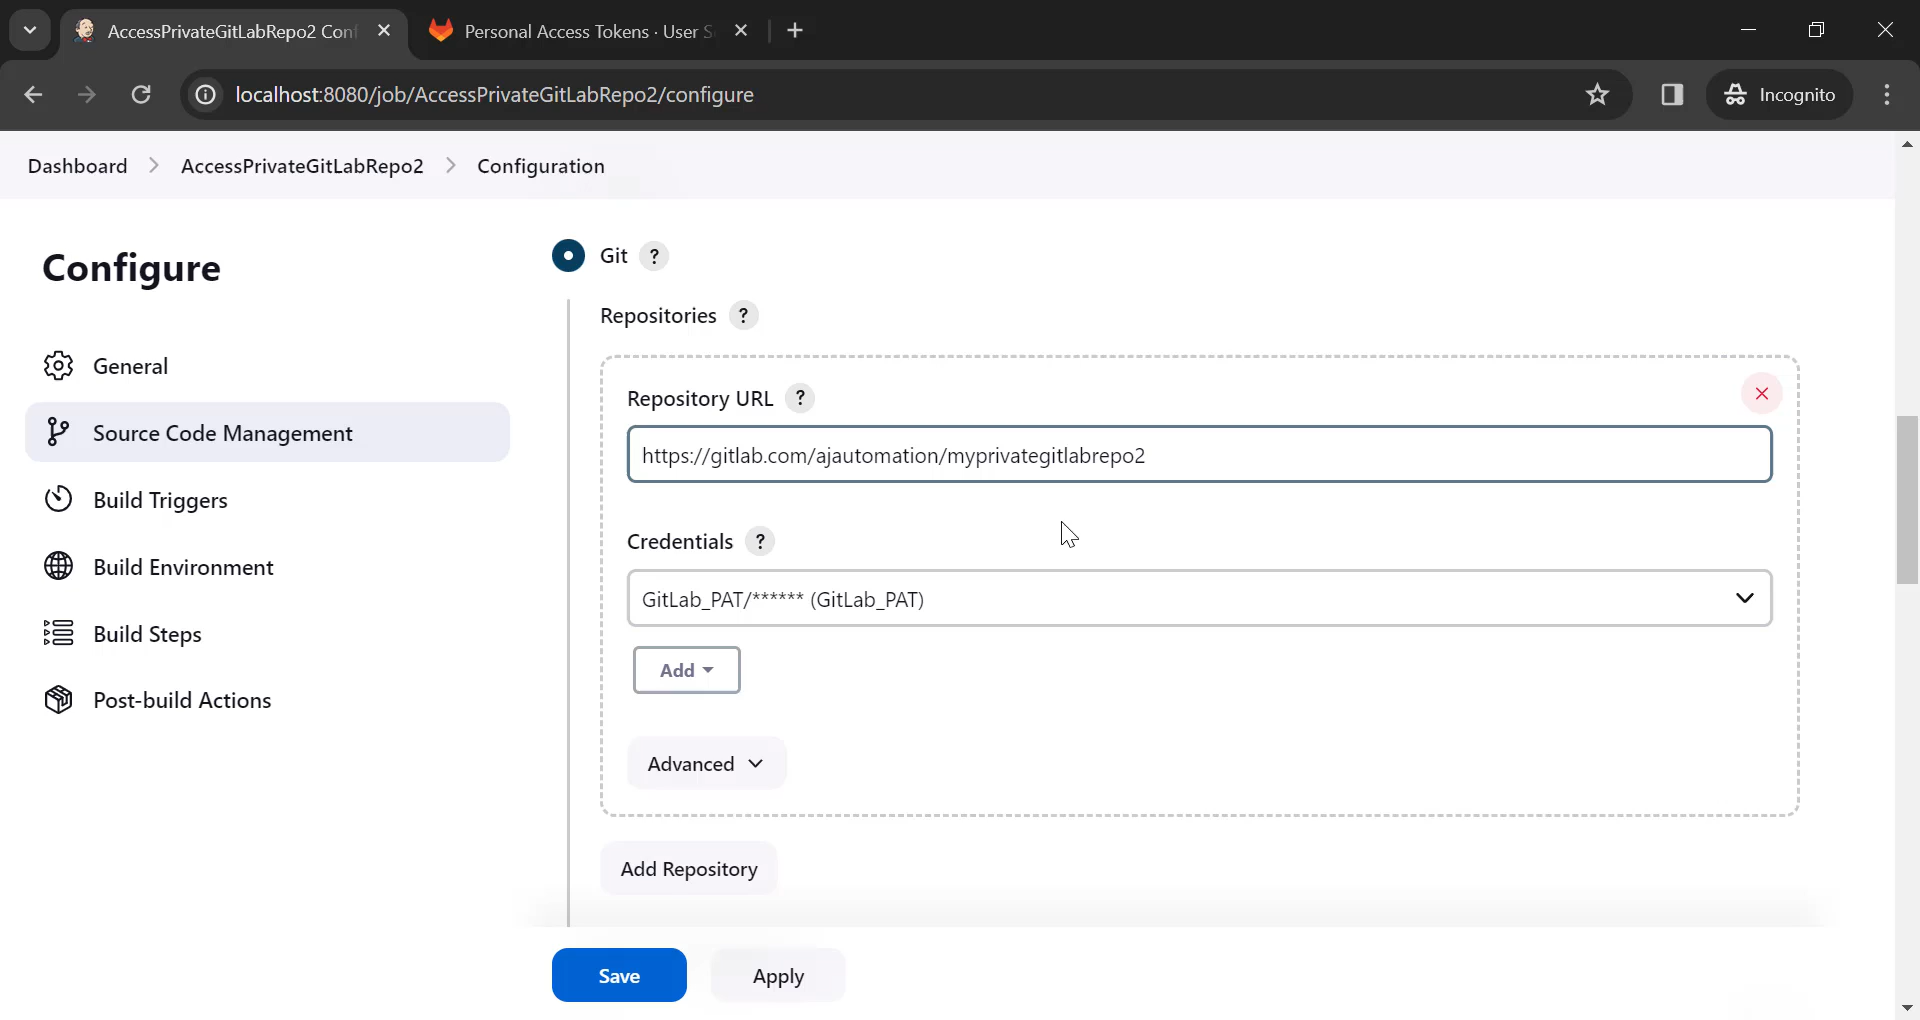 AccessPrivateGitLabRepo2 Conf
Personal Access Tokens · User S
localhost:8080/job/AccessPrivateGitLabRepo2/configure
Incognito
Dashboard > AccessPrivateGitLabRepo2 > Configuration
Configure
General
Source Code Management
Build Triggers
Build Environment
Build Steps
Post-build Actions
Git ?
Repositories ?
Repository URL ?
https://gitlab.com/ajautomation/myprivategitlabrepo2
Credentials ?
GitLab_PAT/****** (GitLab_PAT)
Add
Advanced
Add Repository
Save
Apply